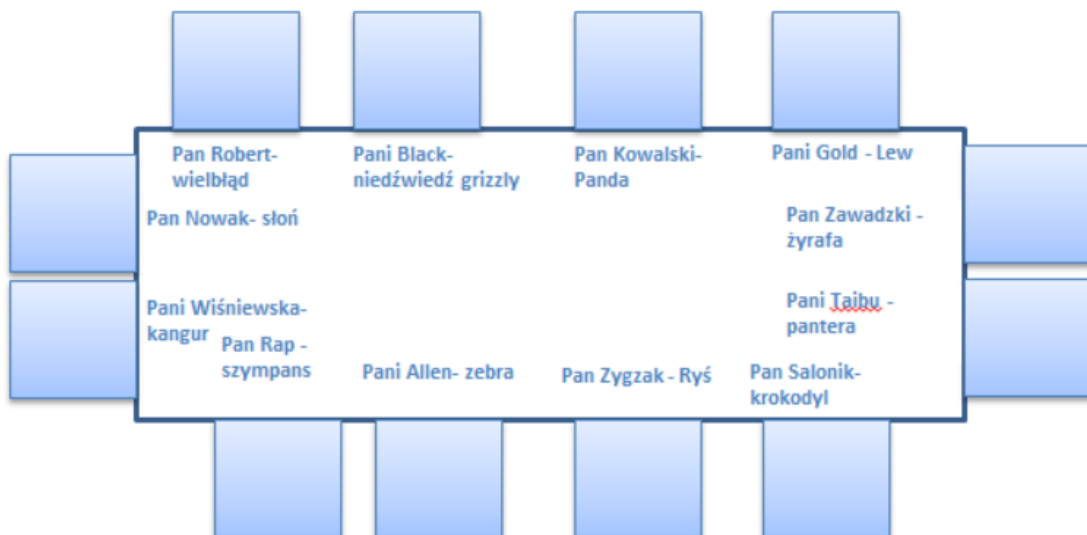 Pan Robert-
wielbłąd
Pani Black-
niedźwiedź grizzly
Pan Kowalski-
Panda
Pani Gold - Lew
Pan Nowak- słoń
Pan Zawadzki -
żyrafa
Pani Wiśniewska-
kangur
Pani Taibu -
pantera
Pan Rap -
szympans
Pani Allen- zebra
Pan Zygzak - Ryś
Pan Salonik-
krokodyl